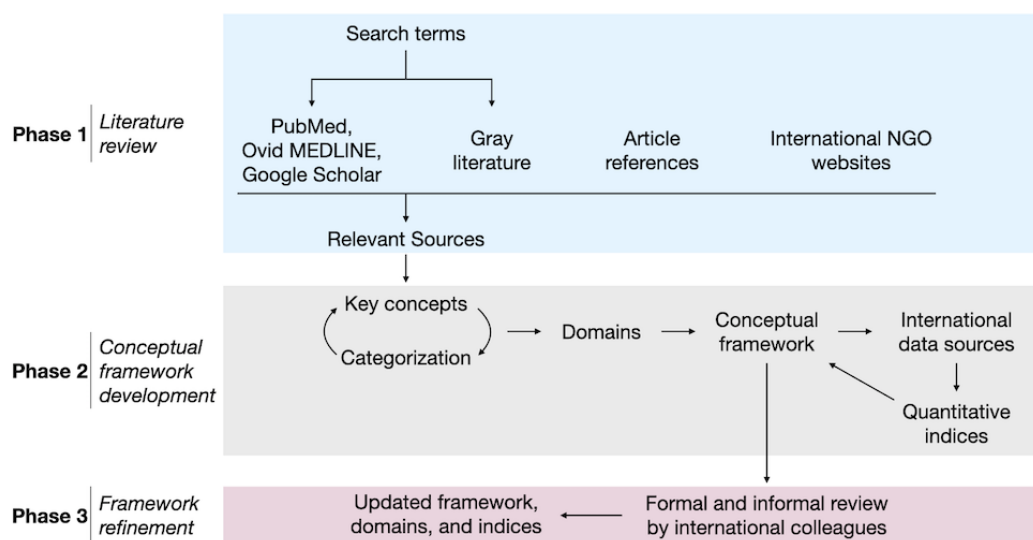 Search terms
Phase 1
Literature
review
PubMed,
Ovid MEDLINE,
Google Scholar
Gray
literature
Article
references
International NGO
websites
Relevant Sources
Phase 2
Conceptual
framework
development
Key concepts
Categorization
Domains
Conceptual
framework
International
data sources
Quantitative
indices
Phase 3
Framework
refinement
Updated framework,
domains, and indices
Formal and informal review
by international colleagues